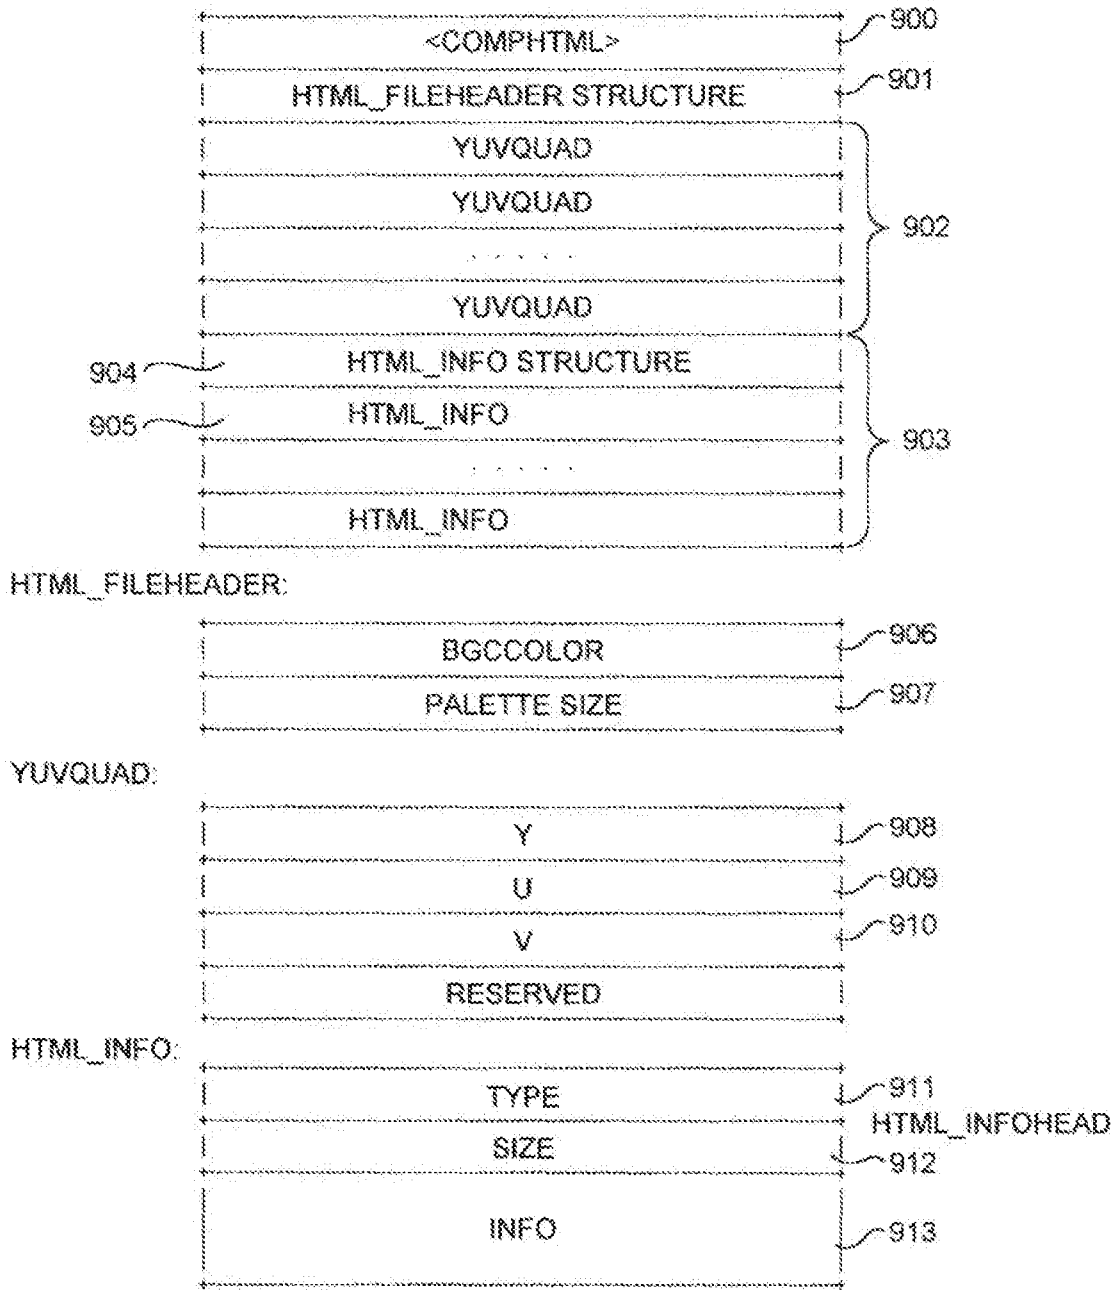 <COMPHTML> 900
HTML_FILEHEADER STRUCTURE 901
YUVQUAD
YUVQUAD
902
. . . . .
YUVQUAD
904 HTML_INFO STRUCTURE
905 HTML_INFO
903
. . . . .
HTML_INFO
HTML_FILEHEADER:
BGCCOLOR 906
PALETTE SIZE 907
YUVQUAD:
Y 908
U 909
V 910
RESERVED
HTML_INFO:
TYPE 911
HTML_INFOHEAD
SIZE 912
INFO 913